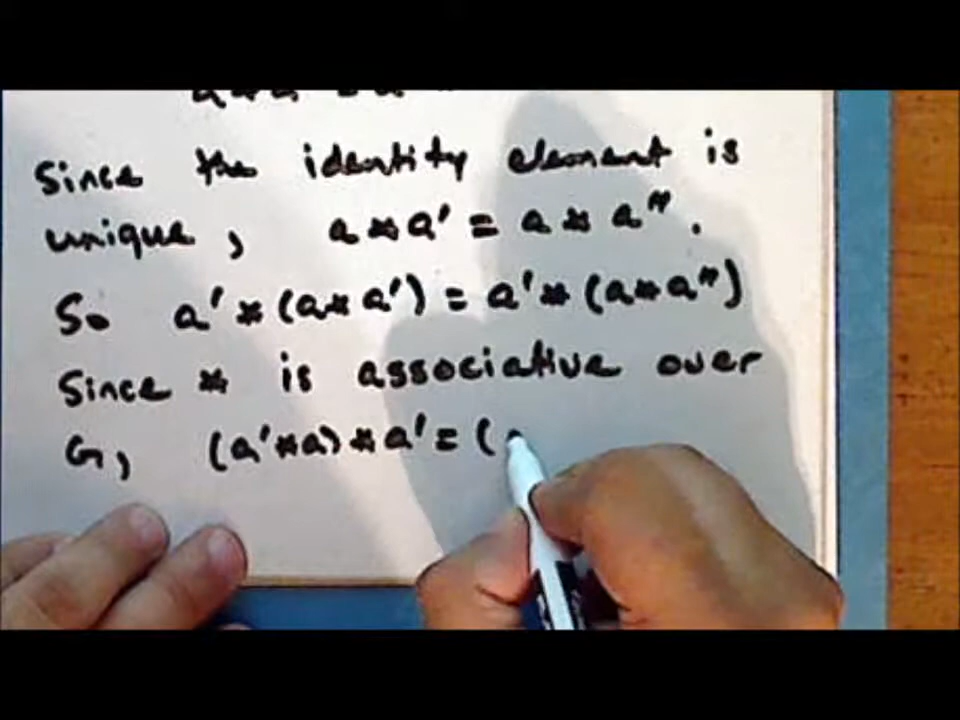 Since the identity element is
unique, a * a' = a * a".
So a' * (a * a') = a' * (a * a")
Since * is associative over
G, (a' * a) * a' = (